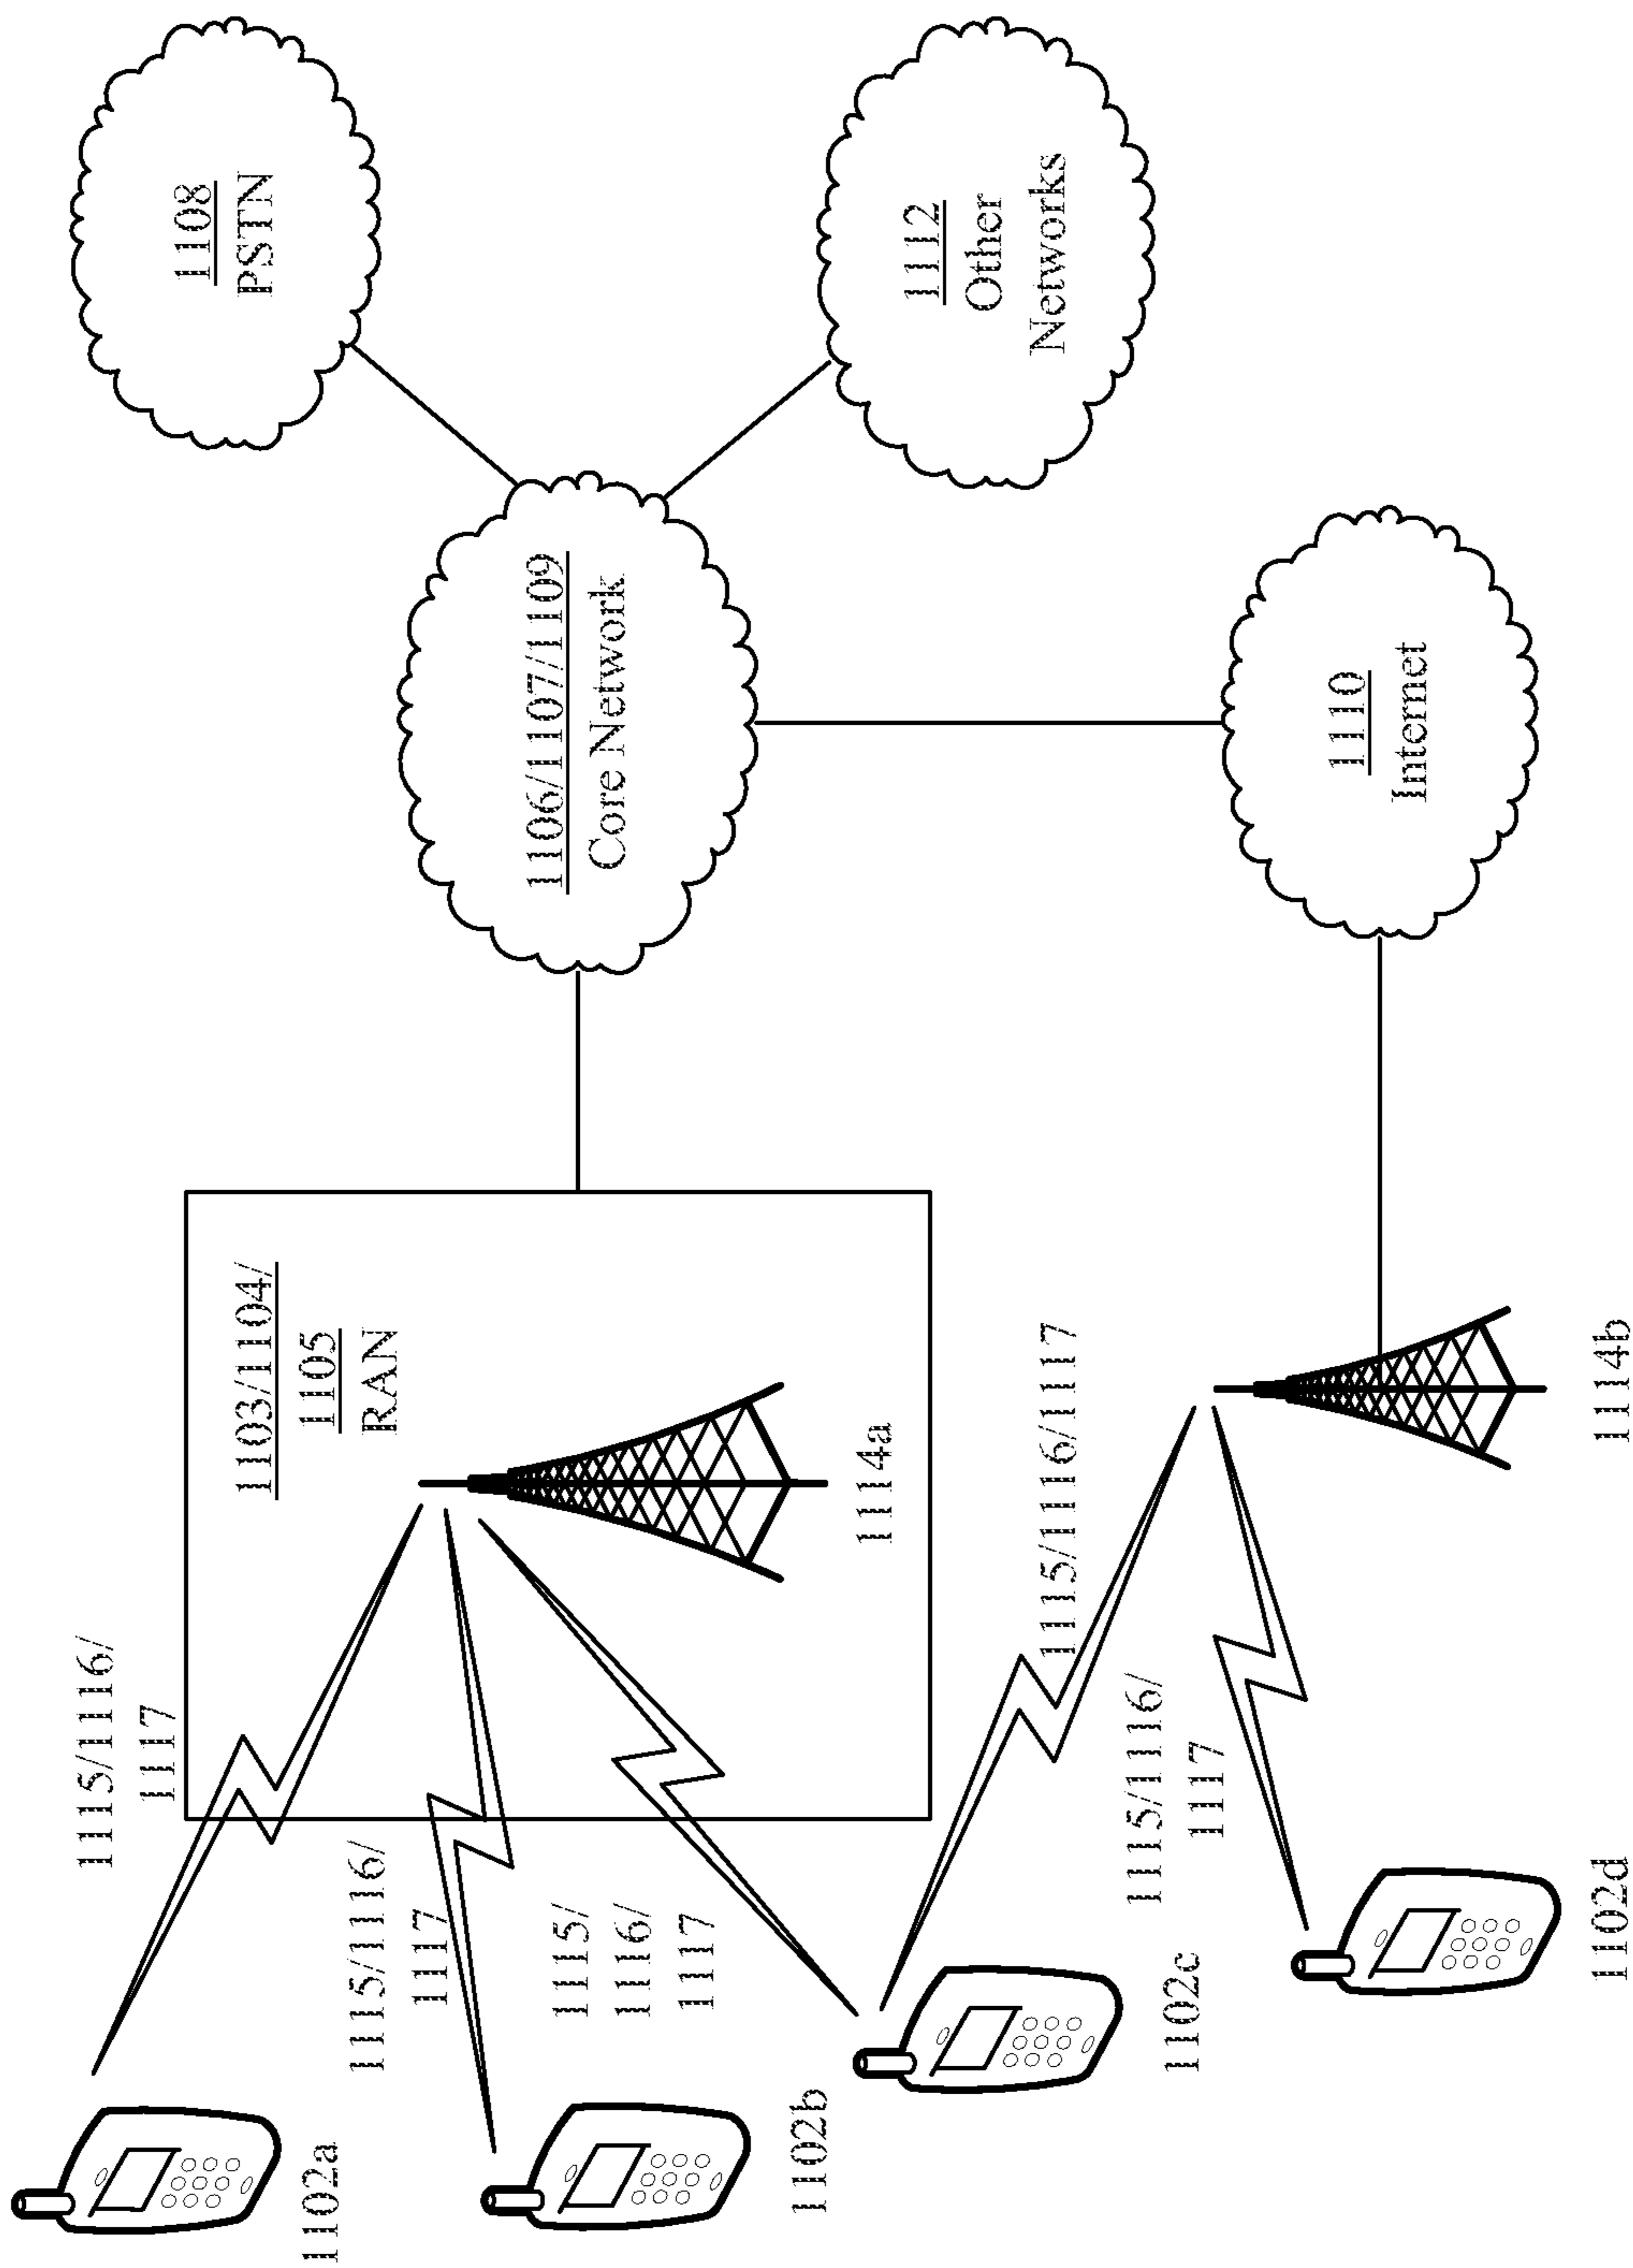 1115/1116/
1117
1103/1104/
1105
RAN
1108
PSTN
1102a
1115/1116/
1117
1114a
1106/1107/1109
Core Network
1102b
1115/
1116/
1117
1112
Other
Networks
1115/1116/1117
1102c
1115/1116/
1117
1110
Internet
1102d
1114b